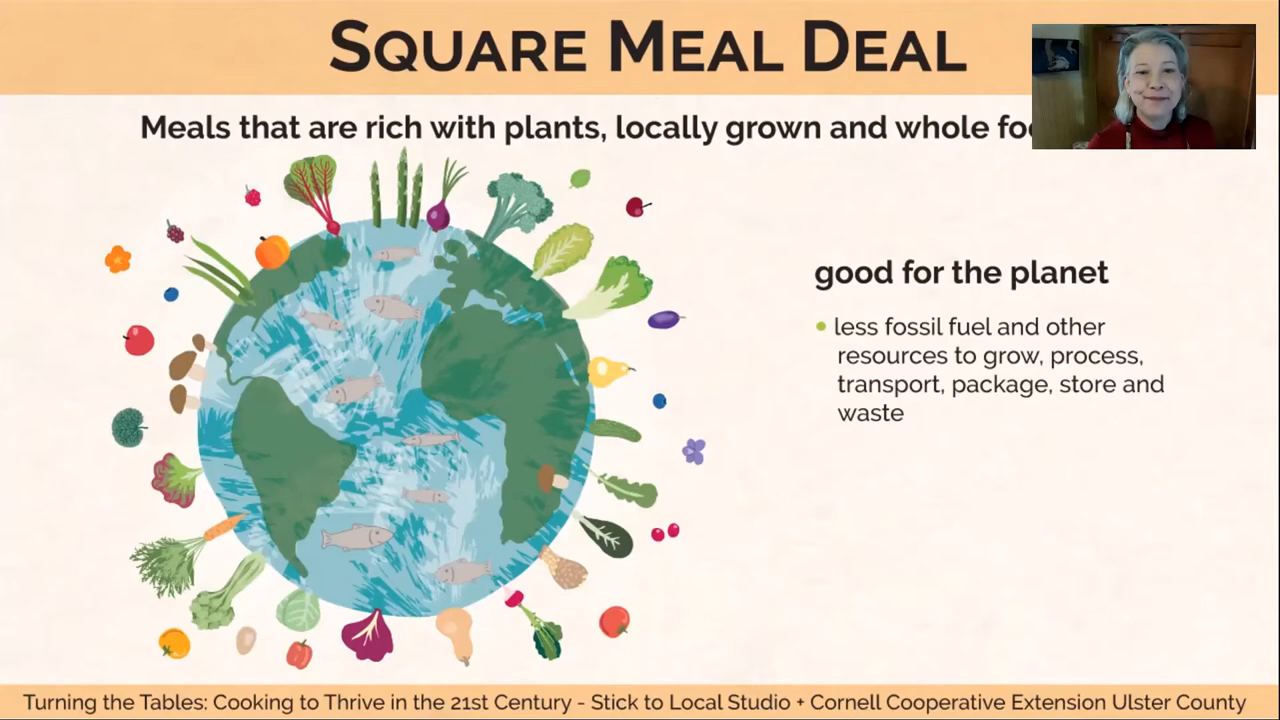 SQUARE MEAL DEAL
Meals that are rich with plants, locally grown and whole
good for the planet
• less fossil fuel and other
resources to grow, process,
transport, package, store and
waste
Turning the Tables: Cooking to Thrive in the 21st Century - Stick to Local Studio + Cornell Cooperative Extension Ulster County